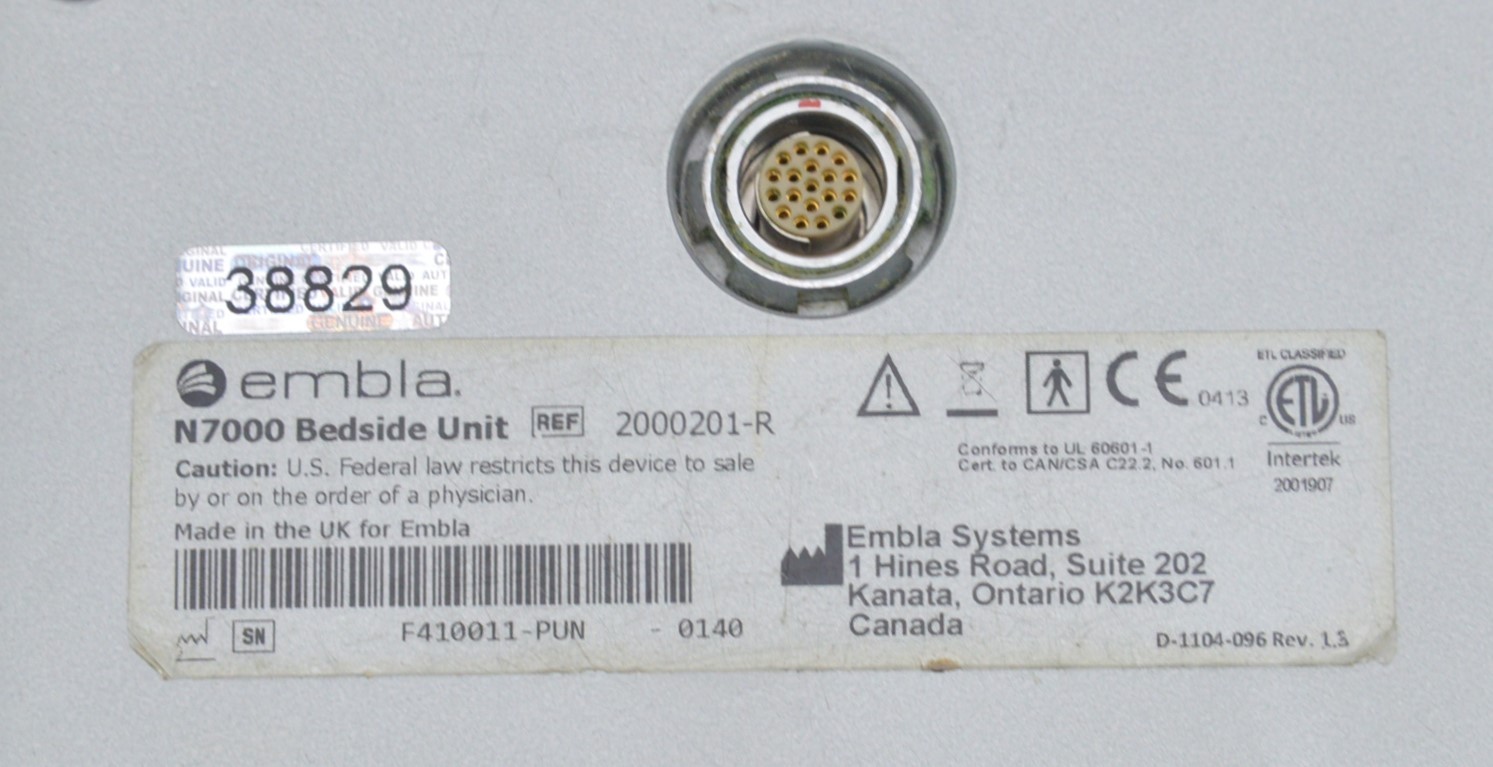 38829
embla.
N7000 Bedside Unit REF 2000201-R
Caution: U.S. Federal law restricts this device to sale
by or on the order of a physician.
Made in the UK for Embla
SN F410011-PUN - 0140
CE 0413
Conforms to UL 60601-1
Cert. to CAN/CSA C22.2, No. 601.1
ETL CLASSIFIED
C ETL US
Intertek
2001907
Embla Systems
1 Hines Road, Suite 202
Kanata, Ontario K2K3C7
Canada
D-1104-096 Rev. 1.3